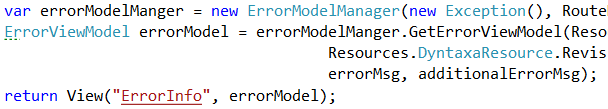 var errorModelManger = new ErrorModelManager(new Exception(), Route
ErrorViewModel errorModel = errorModelManger.GetErrorViewModel(Reso
Resources.DyntaxaResource.Revis
errorMsg, additionalErrorMsg);
return View("ErrorInfo", errorModel);